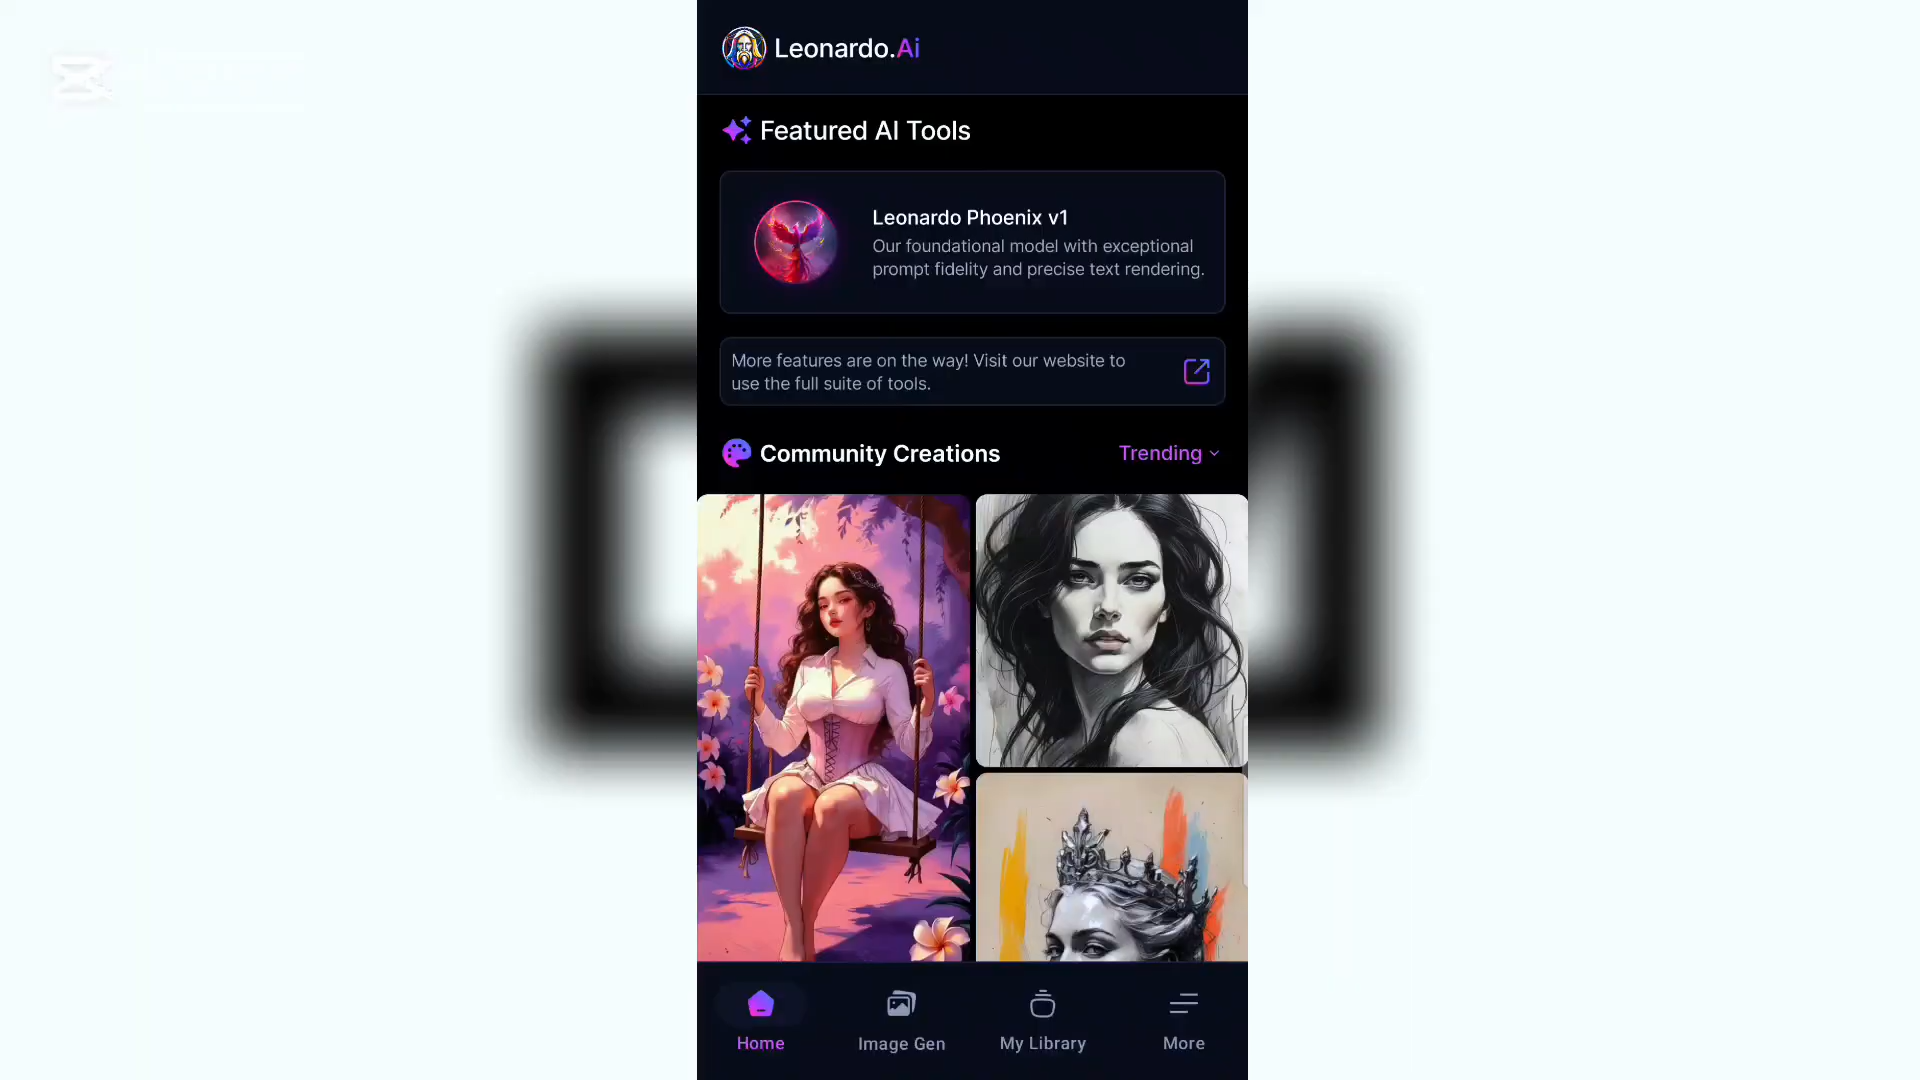 Leonardo.Ai
Featured AI Tools
Leonardo Phoenix v1
Our foundational model with exceptional
prompt fidelity and precise text rendering.
More features are on the way! Visit our website to
use the full suite of tools.
Community Creations
Trending
Home
Image Gen
My Library
More